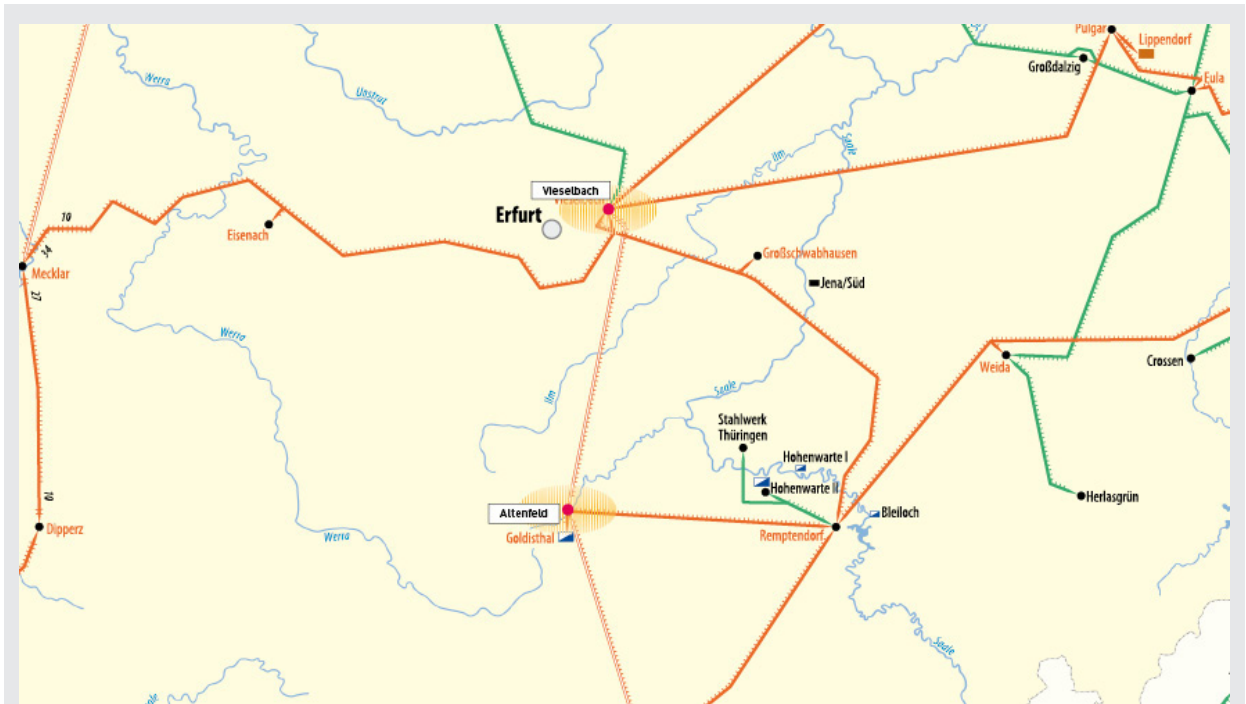 Pulgar
Lippendorf
Großdalzig
Eula
Werra
Unstrut
Saale
Ilm
Vieselbach
Erfurt
10
Eisenach
34
Mecklar
27
Großschwabhausen
Jena/Süd
Werra
Ilm
Weida
Crossen
Saale
Stahlwerk
Thüringen
Hohenwarte I
Hohenwarte II
10
Herlasgrün
Altenfeld
Bleiloch
Dipperz
Goldisthal
Remptendorf
Werra
Saale
Saale